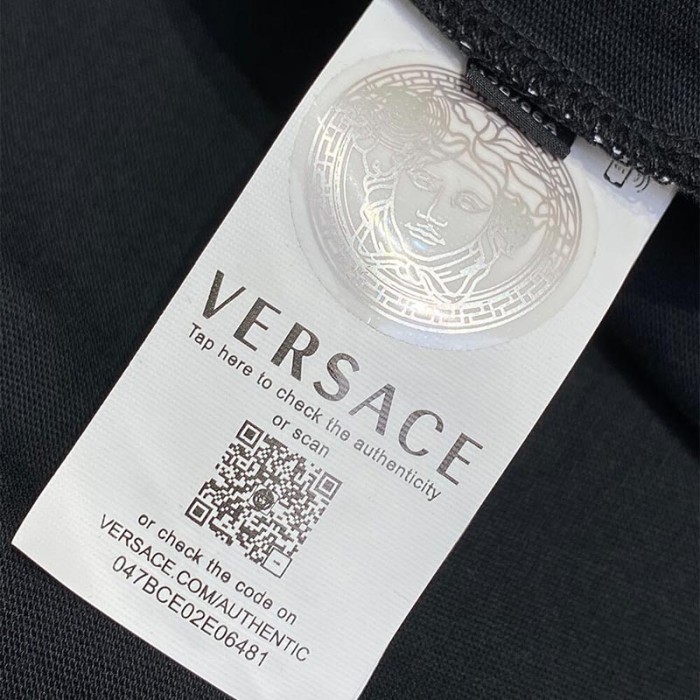 VERSACE
Tap here to check the authenticity
or scan
or check the code on
VERSACE.COM/AUTHENTIC
047BCE02E06481